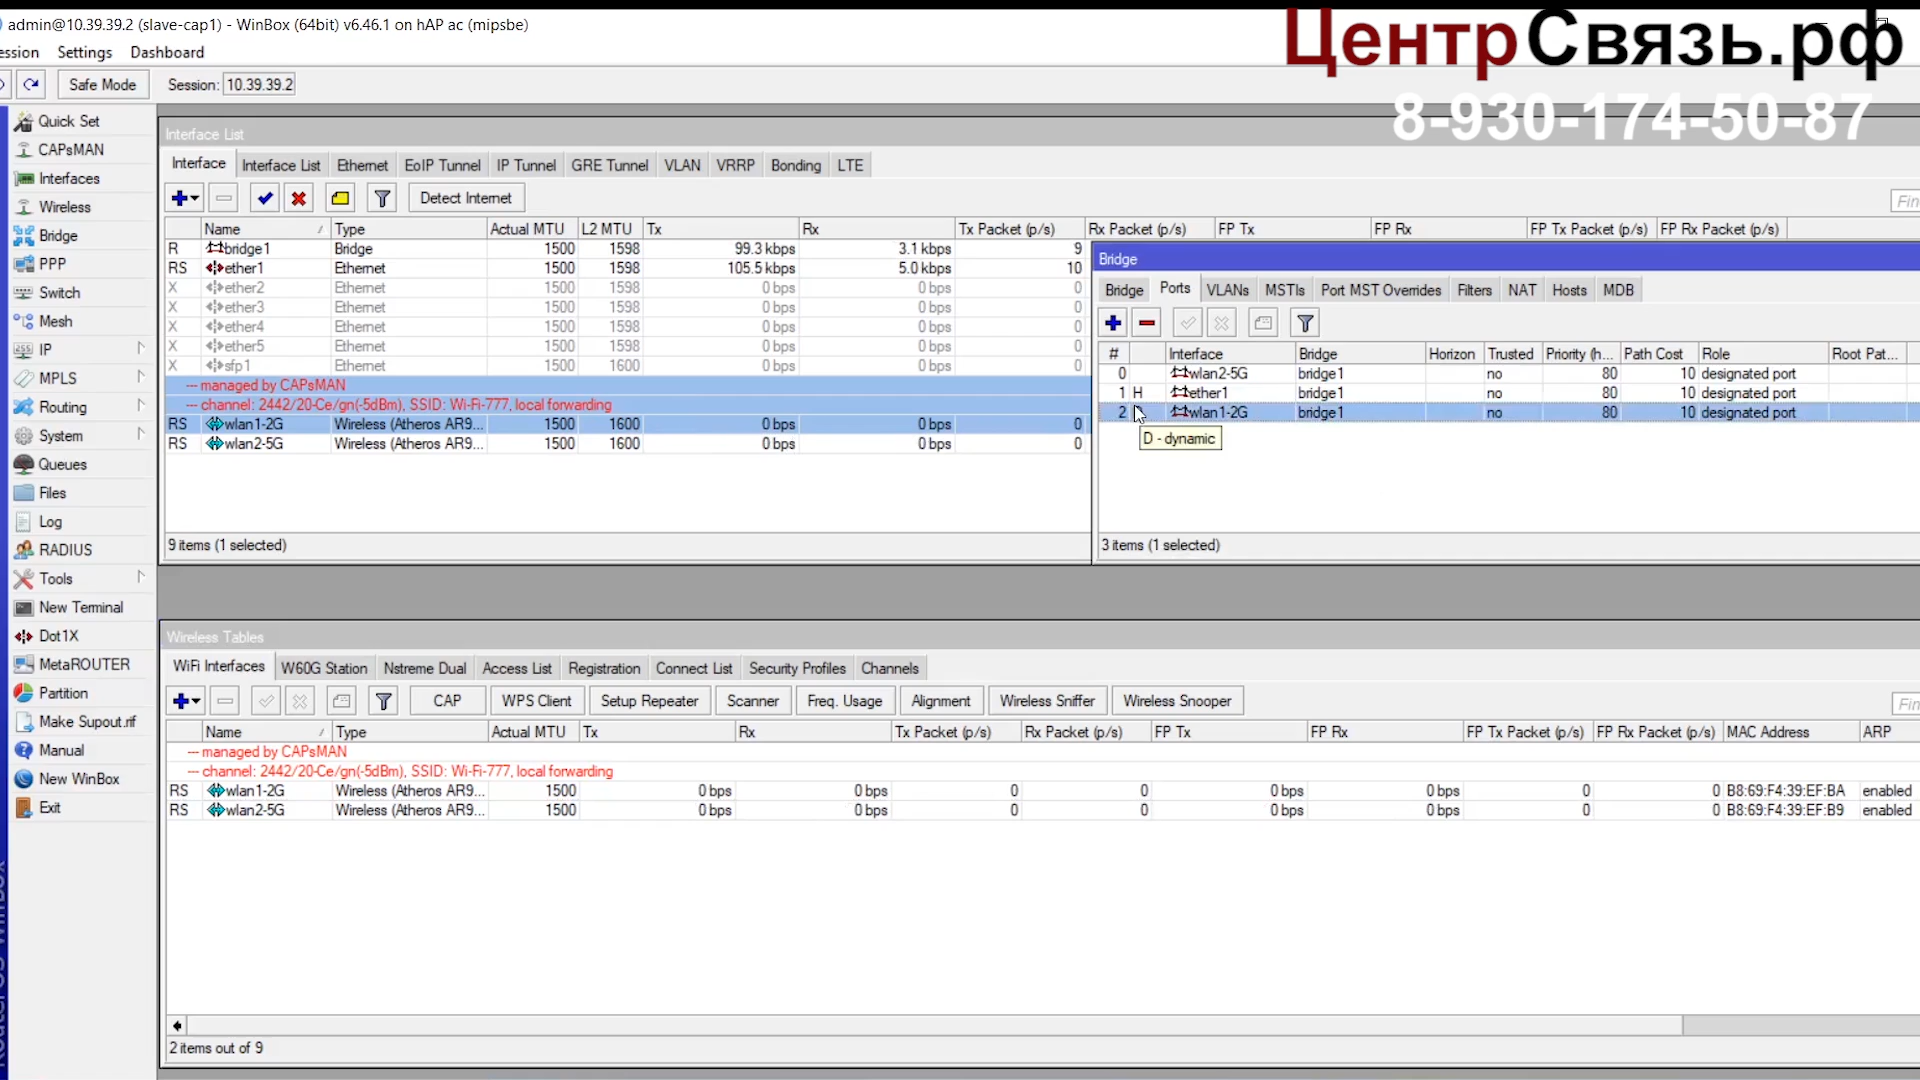 admin@10.39.39.2 (slave-cap1) - WinBox (64bit) v6.46.1 on hAP ac (mipsbe)
ЦентрСвязь.рф
8-930-174-50-87
ession Settings Dashboard
Safe Mode Session: 10.39.39.2
Quick Set
CAPsMAN
Interfaces
Wireless
Bridge
PPP
Switch
Mesh
IP
MPLS
Routing
System
Queues
Files
Log
RADIUS
Tools
New Terminal
Dot1X
MetaROUTER
Partition
Make Supout.rif
Manual
New WinBox
Exit
Interface List
Interface Interface List Ethernet EoIP Tunnel IP Tunnel GRE Tunnel VLAN VRRP Bonding LTE
Detect Internet Fin
Name / Type Actual MTU L2 MTU Tx Rx Tx Packet (p/s) Rx Packet (p/s) FP Tx FP Rx FP Tx Packet (p/s) FP Rx Packet (p/s)
R bridge1 Bridge 1500 1598 99.3 kbps 3.1 kbps 9
RS ether1 Ethernet 1500 1598 105.5 kbps 5.0 kbps 10
X ether2 Ethernet 1500 1598 0 bps 0 bps 0
X ether3 Ethernet 1500 1598 0 bps 0 bps 0
X ether4 Ethernet 1500 1598 0 bps 0 bps 0
X ether5 Ethernet 1500 1598 0 bps 0 bps 0
X sfp1 Ethernet 1500 1600 0 bps 0 bps 0
--- managed by CAPsMAN
--- channel: 2442/20-Ce/gn(-5dBm), SSID: Wi-Fi-777, local forwarding
RS wlan1-2G Wireless (Atheros AR9... 1500 1600 0 bps 0 bps 0
RS wlan2-5G Wireless (Atheros AR9... 1500 1600 0 bps 0 bps 0
9 items (1 selected)
Bridge
Bridge Ports VLANs MSTIs Port MST Overrides Filters NAT Hosts MDB
# Interface Bridge Horizon Trusted Priority (h... Path Cost Role Root Pat...
0 wlan2-5G bridge1 no 80 10 designated port
1 H ether1 bridge1 no 80 10 designated port
2 wlan1-2G bridge1 no 80 10 designated port
D - dynamic
3 items (1 selected)
Wireless Tables
WiFi Interfaces W60G Station Nstreme Dual Access List Registration Connect List Security Profiles Channels
CAP WPS Client Setup Repeater Scanner Freq. Usage Alignment Wireless Sniffer Wireless Snooper Fin
Name / Type Actual MTU Tx Rx Tx Packet (p/s) Rx Packet (p/s) FP Tx FP Rx FP Tx Packet (p/s) FP Rx Packet (p/s) MAC Address ARP
--- managed by CAPsMAN
--- channel: 2442/20-Ce/gn(-5dBm), SSID: Wi-Fi-777, local forwarding
RS wlan1-2G Wireless (Atheros AR9... 1500 0 bps 0 bps 0 0 0 bps 0 bps 0 0 B8:69:F4:39:EF:BA enabled
RS wlan2-5G Wireless (Atheros AR9... 1500 0 bps 0 bps 0 0 0 bps 0 bps 0 0 B8:69:F4:39:EF:B9 enabled
2 items out of 9